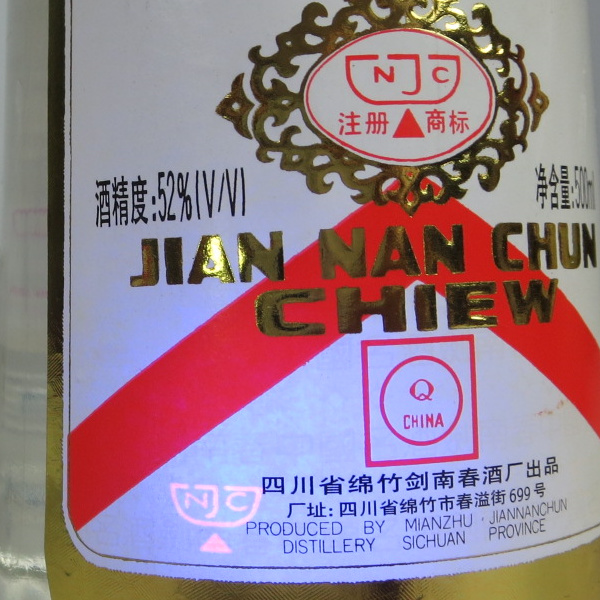 NJC
注册 商标
酒精度:52%(V/V)
净含量:500ml
JIAN NAN CHUN
CHIEW
Q
CHINA
四川省绵竹剑南春酒厂出品
厂址: 四川省绵竹市春溢街699号
NJC
PRODUCED BY MIANZHU · JIANNANCHUN
DISTILLERY SICHUAN PROVINCE